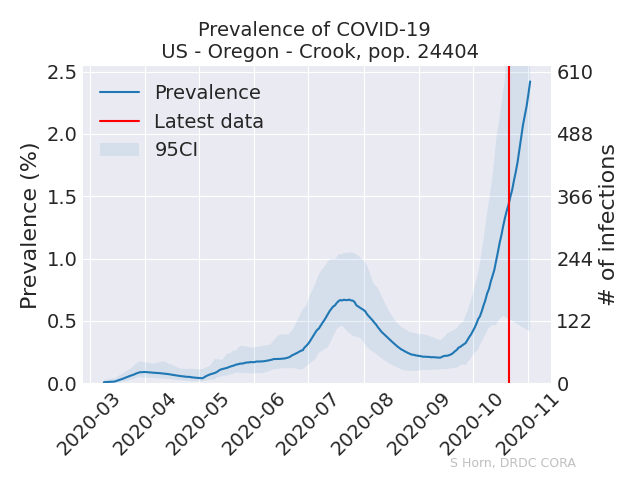 Prevalence of COVID-19
US - Oregon - Crook, pop. 24404
Prevalence
Latest data
95CI
Prevalence (%)
2.5
2.0
1.5
1.0
0.5
0.0
610
488
366
244
122
0
# of infections
2020-03
2020-04
2020-05
2020-06
2020-07
2020-08
2020-09
2020-10
2020-11
S Horn, DRDC CORA